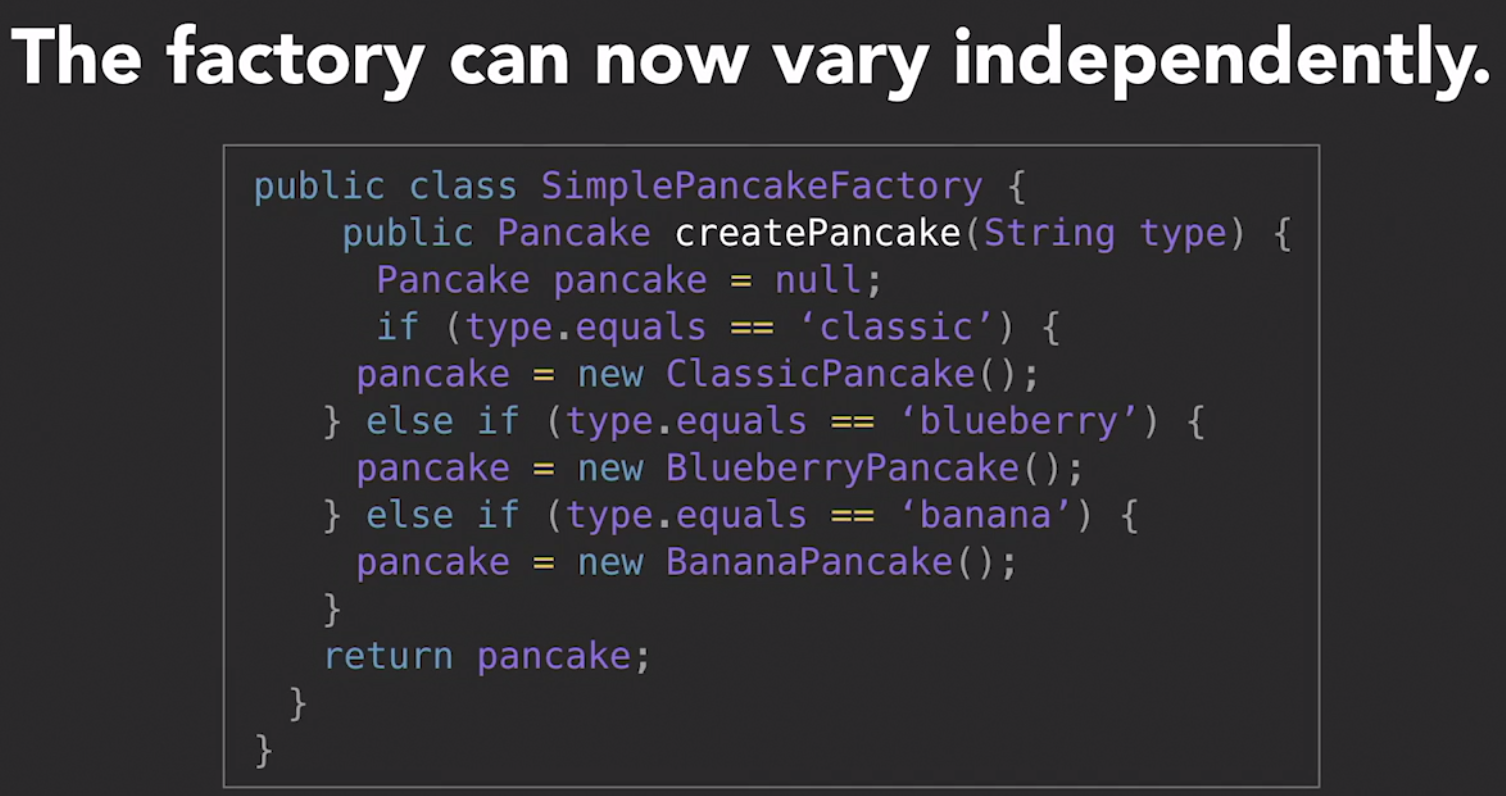 The factory can now vary independently.
public class SimplePancakeFactory {
public Pancake createPancake(String type) {
Pancake pancake = null;
if (type.equals == ‘classic’) {
pancake = new ClassicPancake();
} else if (type.equals == ‘blueberry’) {
pancake = new BlueberryPancake();
} else if (type.equals == ‘banana’) {
pancake = new BananaPancake();
}
return pancake;
}
}